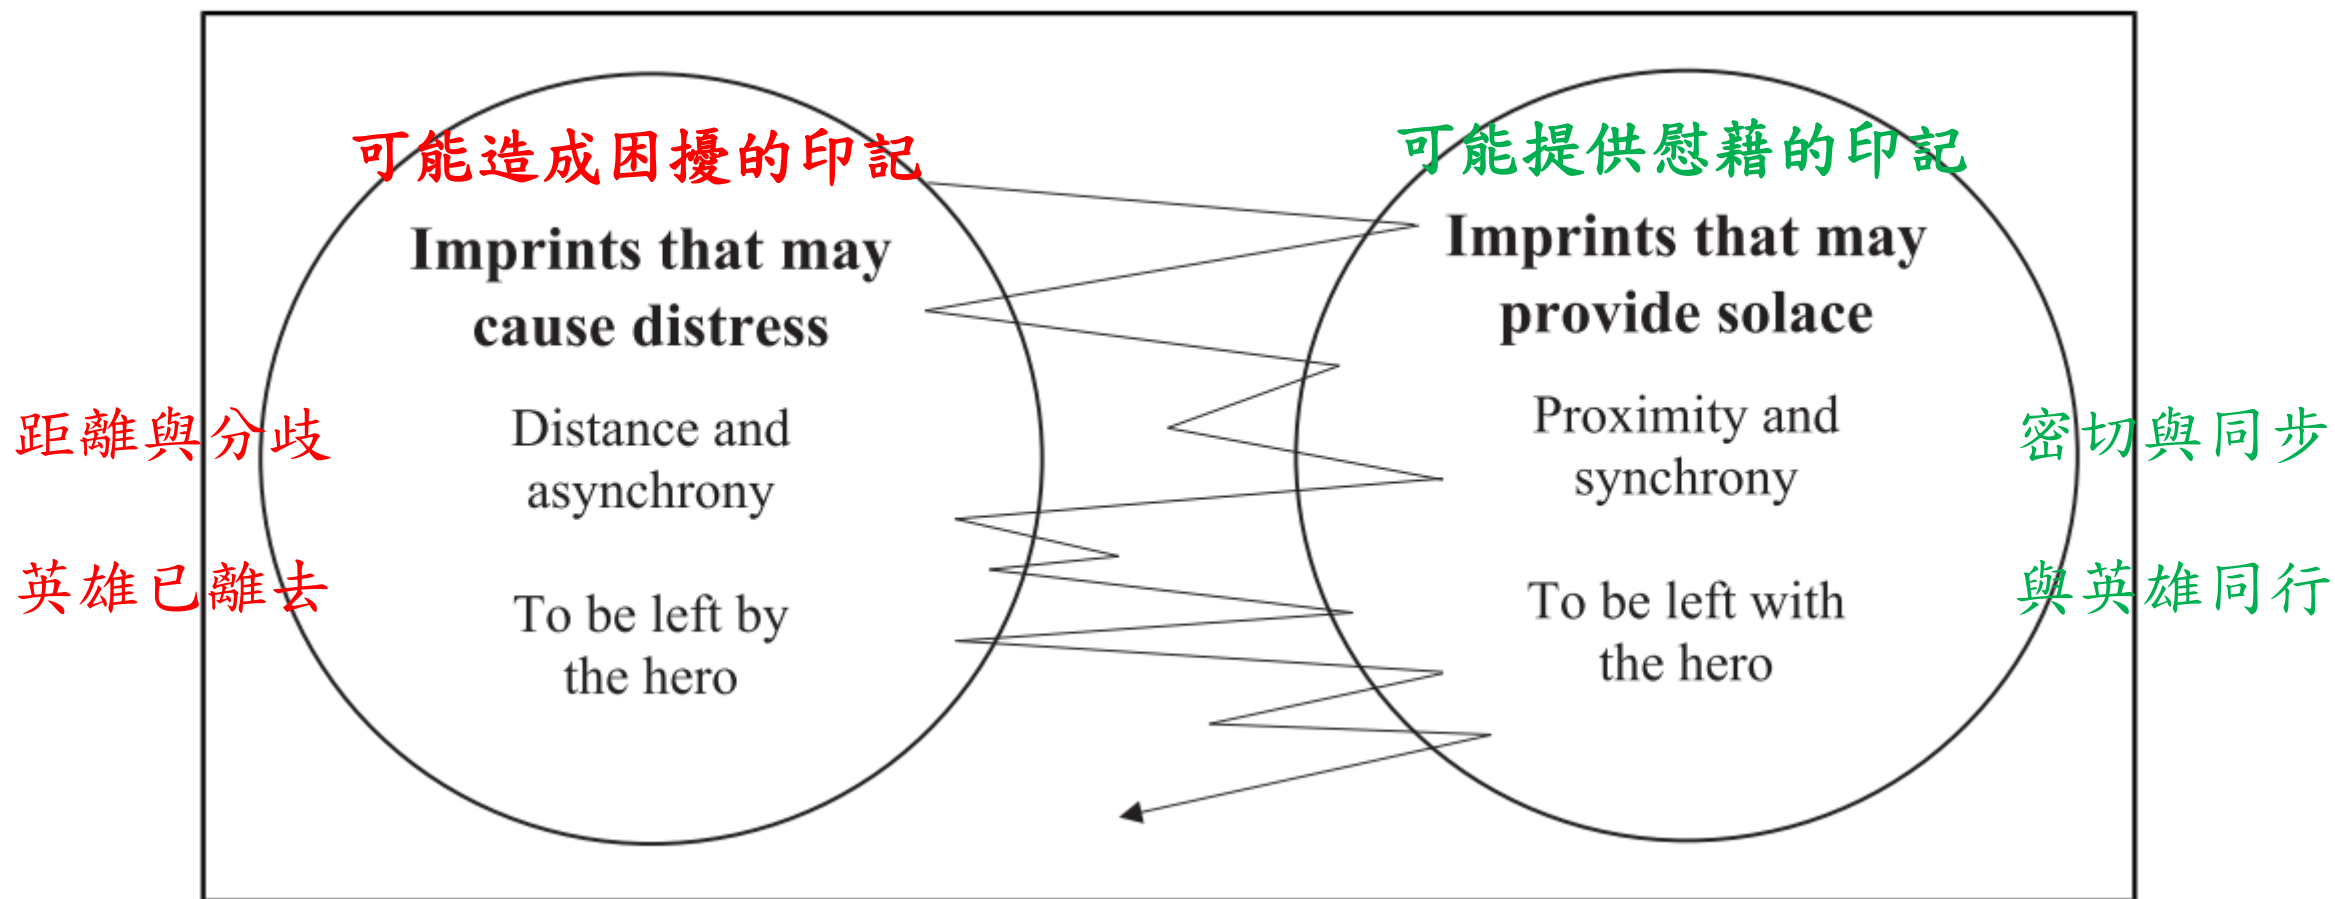 可能造成困擾的印記
Imprints that may
cause distress
距離與分歧
Distance and
asynchrony
英雄已離去
To be left by
the hero
可能提供慰藉的印記
Imprints that may
provide solace
Proximity and
synchrony
密切與同步
To be left with
the hero
與英雄同行